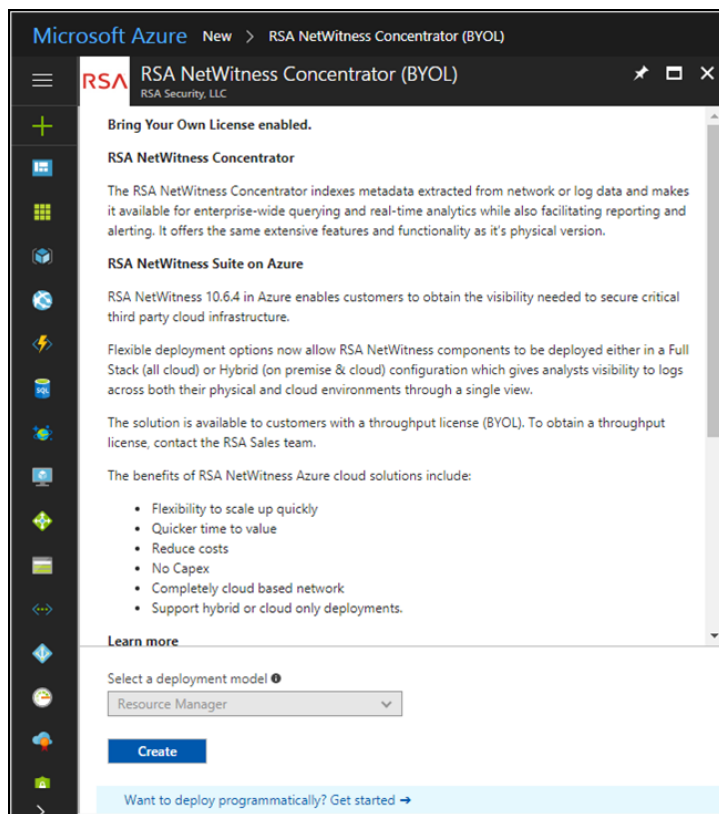 Microsoft Azure New > RSA NetWitness Concentrator (BYOL)
RSA
RSA NetWitness Concentrator (BYOL)
RSA Security, LLC
Bring Your Own License enabled.
RSA NetWitness Concentrator
The RSA NetWitness Concentrator indexes metadata extracted from network or log data and makes
it available for enterprise-wide querying and real-time analytics while also facilitating reporting and
alerting. It offers the same extensive features and functionality as it's physical version.
RSA NetWitness Suite on Azure
RSA NetWitness 10.6.4 in Azure enables customers to obtain the visibility needed to secure critical
third party cloud infrastructure.
Flexible deployment options now allow RSA NetWitness components to be deployed either in a Full
Stack (all cloud) or Hybrid (on premise & cloud) configuration which gives analysts visibility to logs
across both their physical and cloud environments through a single view.
The solution is available to customers with a throughput license (BYOL). To obtain a throughput
license, contact the RSA Sales team.
The benefits of RSA NetWitness Azure cloud solutions include:
• Flexibility to scale up quickly
• Quicker time to value
• Reduce costs
• No Capex
• Completely cloud based network
• Support hybrid or cloud only deployments.
Learn more
Select a deployment model
Resource Manager
Create
Want to deploy programmatically? Get started →
SQL